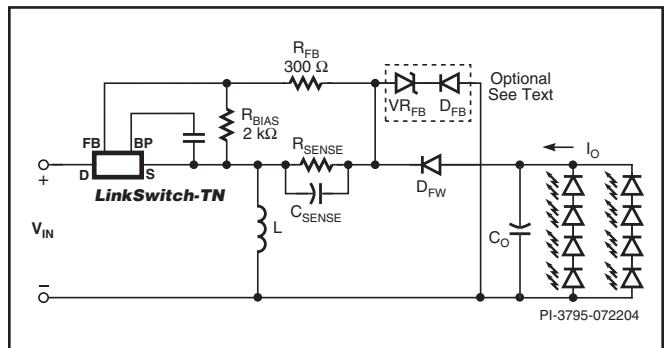 R_FB
300 Ω
Optional
See Text
VR_FB
D_FB
R_BIAS
2 kΩ
FB
BP
R_SENSE
I_O
+
D
S
LinkSwitch-TN
C_SENSE
D_FW
V_IN
L
C_O
−
PI-3795-072204